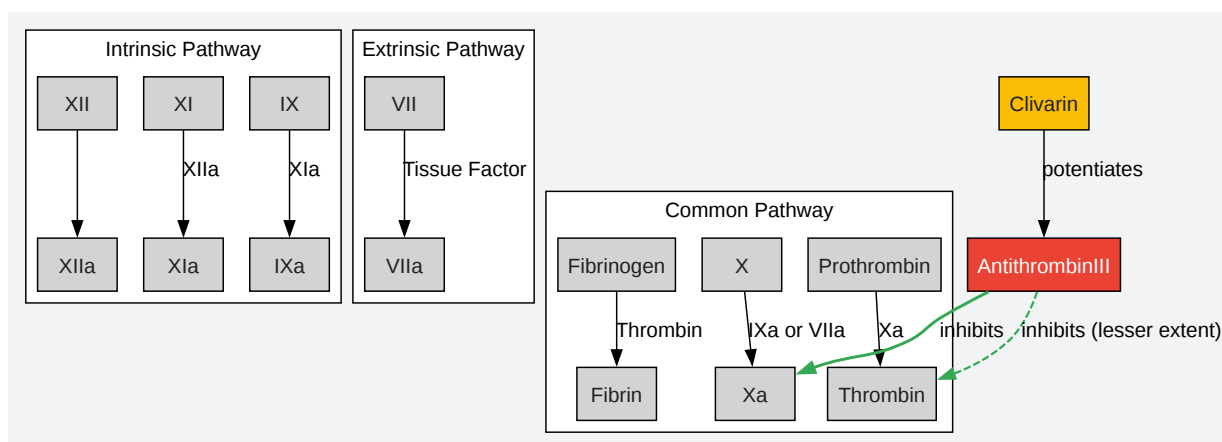 Intrinsic Pathway
Extrinsic Pathway
XII
XI
IX
VII
Clivarin
XIIa
XIa
Tissue Factor
potentiates
Common Pathway
XIIa
XIa
IXa
VIIa
Fibrinogen
X
Prothrombin
AntithrombinIII
Thrombin
IXa or VIIa
Xa
inhibits
inhibits (lesser extent)
Fibrin
Xa
Thrombin